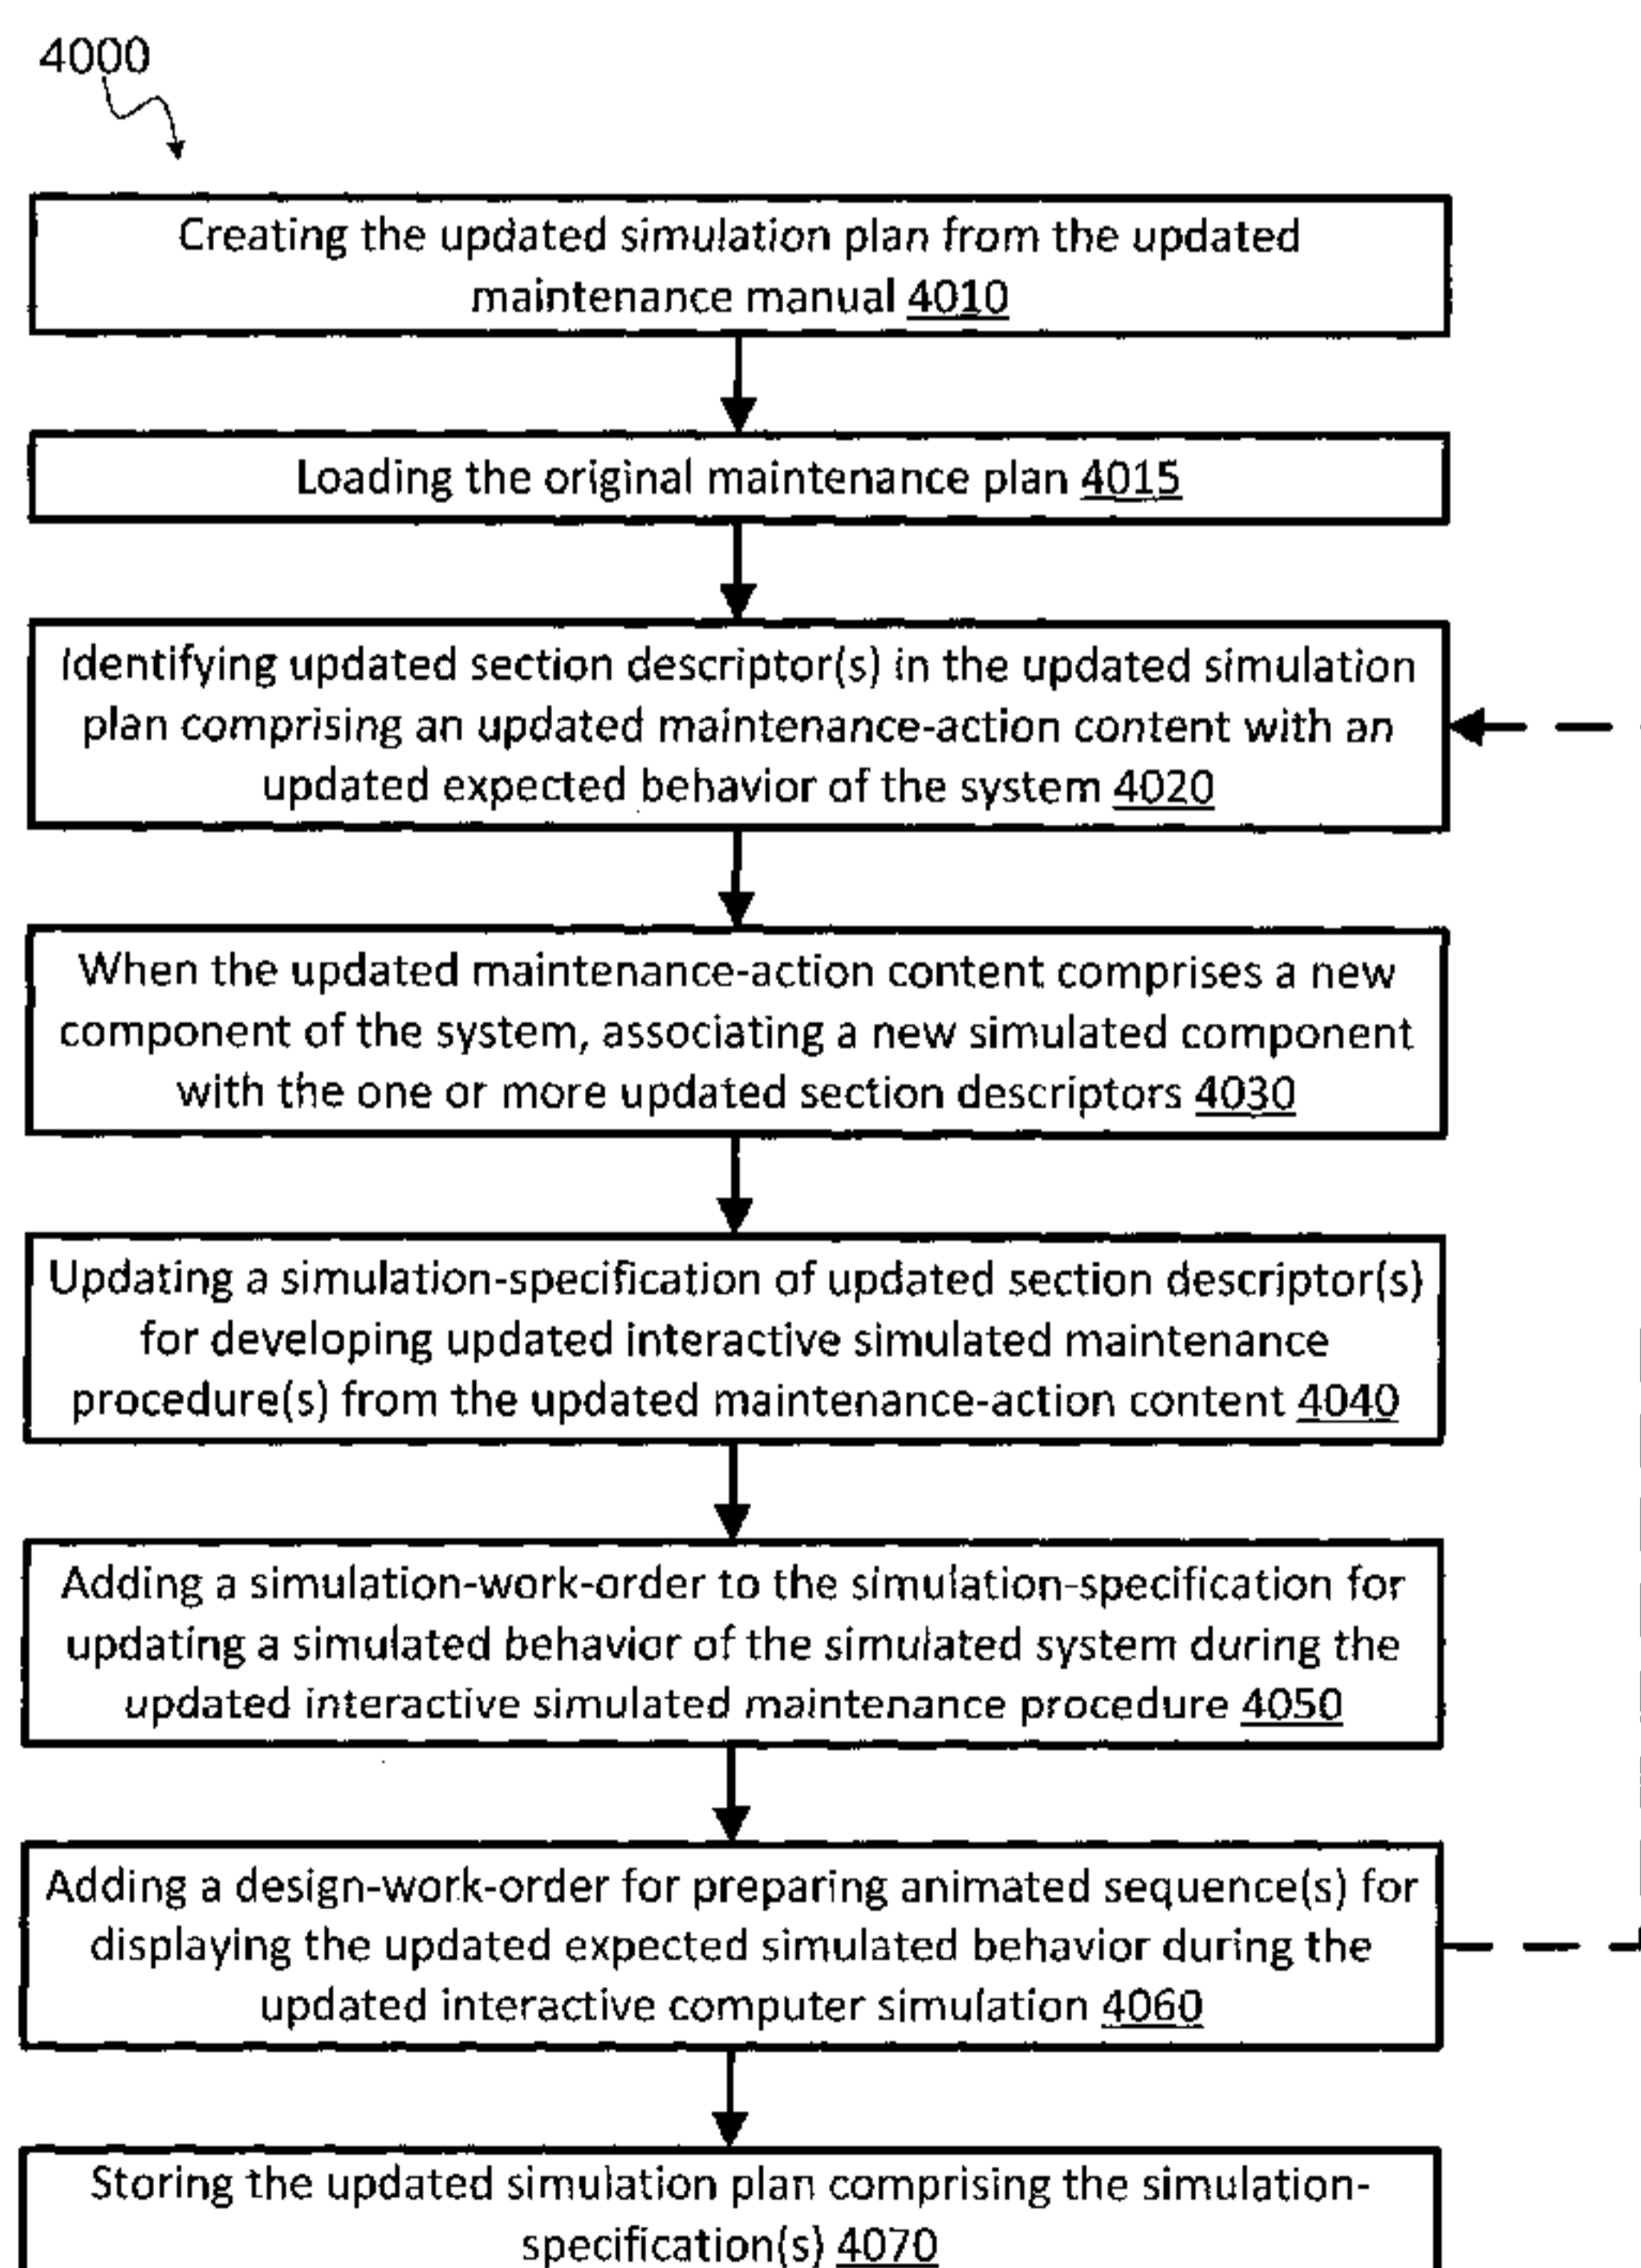 4000
Creating the updated simulation plan from the updated
maintenance manual 4010
Loading the original maintenance plan 4015
Identifying updated section descriptor(s) in the updated simulation
plan comprising an updated maintenance-action content with an
updated expected behavior of the system 4020
When the updated maintenance-action content comprises a new
component of the system, associating a new simulated component
with the one or more updated section descriptors 4030
Updating a simulation-specification of updated section descriptor(s)
for developing updated interactive simulated maintenance
procedure(s) from the updated maintenance-action content 4040
Adding a simulation-work-order to the simulation-specification for
updating a simulated behavior of the simulated system during the
updated interactive simulated maintenance procedure 4050
Adding a design-work-order for preparing animated sequence(s) for
displaying the updated expected simulated behavior during the
updated interactive computer simulation 4060
Storing the updated simulation plan comprising the simulation-
specification(s) 4070